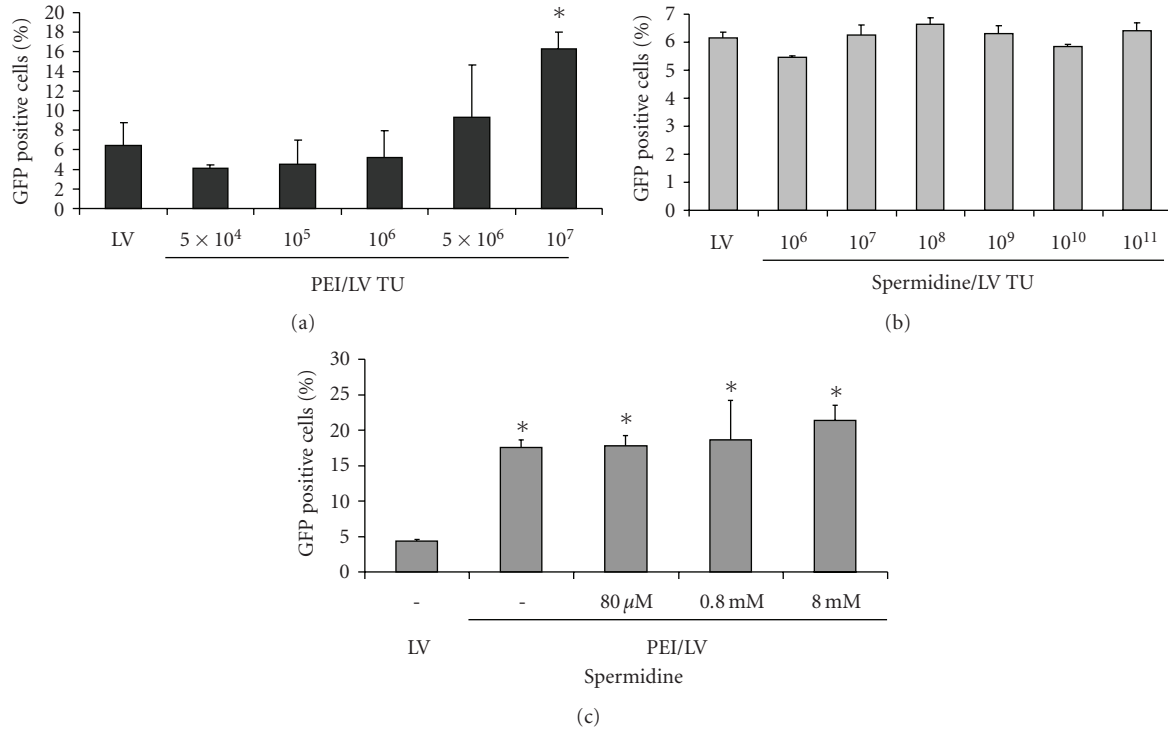 GFP positive cells (%)
20
18
16
14
12
10
8
6
4
2
0
*
LV 5 × 10⁴ 10⁵ 10⁶ 5 × 10⁶ 10⁷
PEI/LV TU
(a)
GFP positive cells (%)
7
6
5
4
3
2
1
0
LV 10⁶ 10⁷ 10⁸ 10⁹ 10¹⁰ 10¹¹
Spermidine/LV TU
(b)
GFP positive cells (%)
30
25
20
15
10
5
0
* * * *
- - 80 µM 0.8 mM 8 mM
LV PEI/LV
Spermidine
(c)